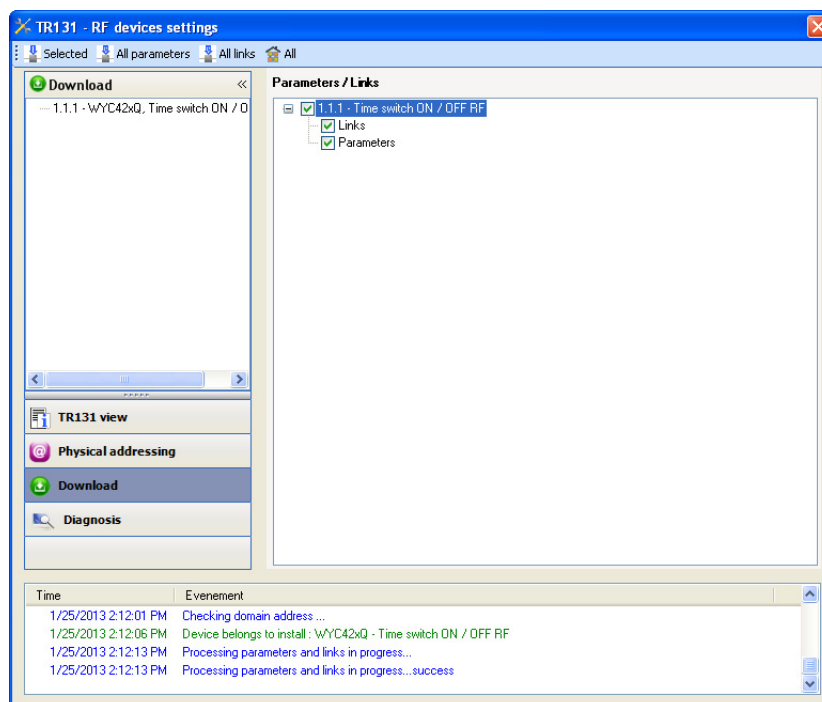 TR131 - RF devices settings
Selected All parameters All links All
Download «
1.1.1 - WYC42xQ, Time switch ON / O
Parameters / Links
1.1.1 - Time switch ON / OFF RF
Links
Parameters
TR131 view
Physical addressing
Download
Diagnosis
Time Evenement
1/25/2013 2:12:01 PM Checking domain address ...
1/25/2013 2:12:06 PM Device belongs to install : WYC42xQ - Time switch ON / OFF RF
1/25/2013 2:12:13 PM Processing parameters and links in progress...
1/25/2013 2:12:13 PM Processing parameters and links in progress...success